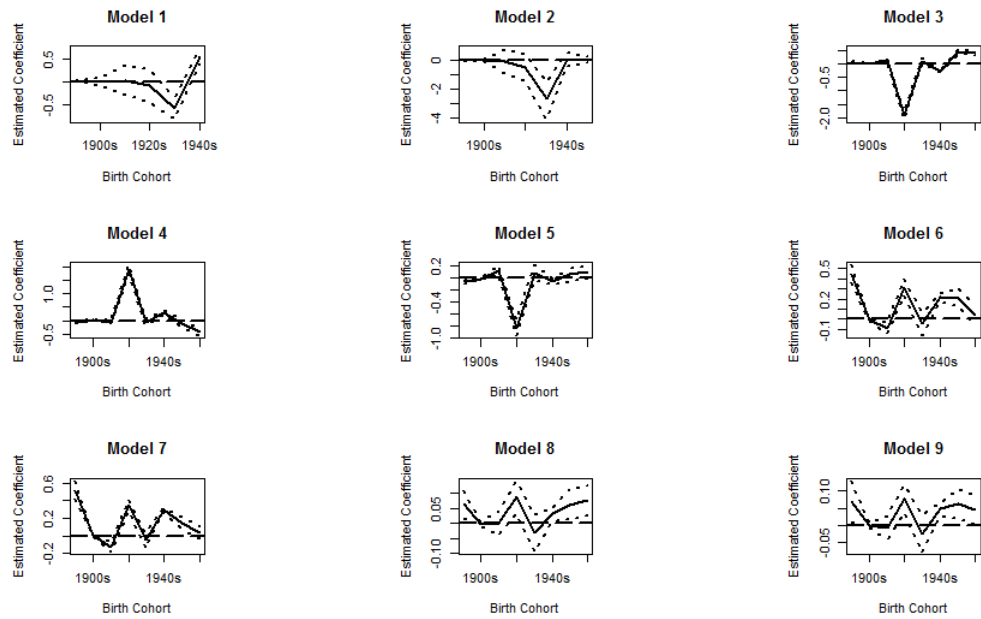 Model 1
Estimated Coefficient
0.5
-0.5
1900s 1920s 1940s
Birth Cohort
Model 2
Estimated Coefficient
0
-2
-4
1900s 1940s
Birth Cohort
Model 3
Estimated Coefficient
-0.5
-2.0
1900s 1940s
Birth Cohort
Model 4
Estimated Coefficient
1.0
-0.5
1900s 1940s
Birth Cohort
Model 5
Estimated Coefficient
0.2
-0.4
-1.0
1900s 1940s
Birth Cohort
Model 6
Estimated Coefficient
0.5
0.2
-0.1
1900s 1940s
Birth Cohort
Model 7
Estimated Coefficient
0.6
0.2
-0.2
1900s 1940s
Birth Cohort
Model 8
Estimated Coefficient
0.05
-0.10
1900s 1940s
Birth Cohort
Model 9
Estimated Coefficient
0.10
-0.05
1900s 1940s
Birth Cohort